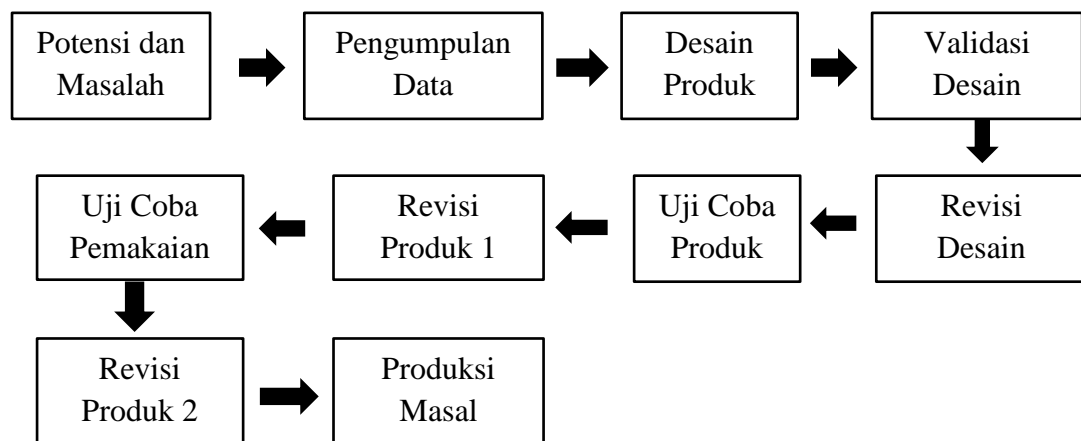 Potensi dan
Masalah
Pengumpulan
Data
Desain
Produk
Validasi
Desain
Revisi
Desain
Uji Coba
Produk
Revisi
Produk 1
Uji Coba
Pemakaian
Revisi
Produk 2
Produksi
Masal